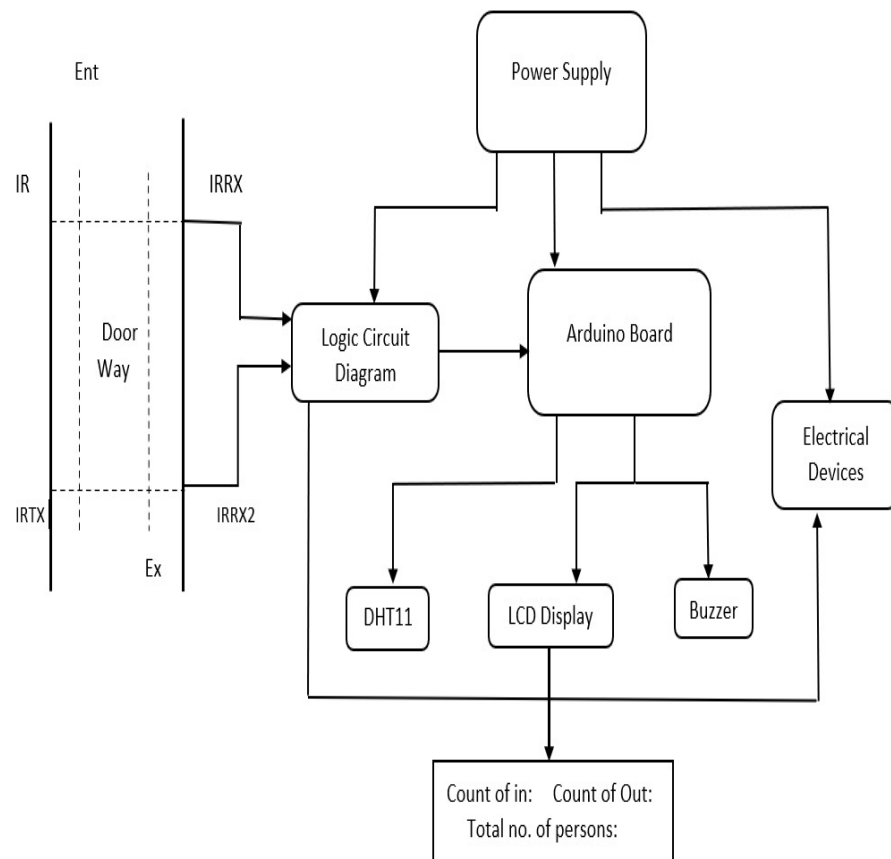 Power Supply
Ent
IR
IRRX
Door
Way
Logic Circuit
Diagram
Arduino Board
Electrical
Devices
IRTX
IRRX2
Ex
DHT11
LCD Display
Buzzer
Count of in: Count of Out:
Total no. of persons: